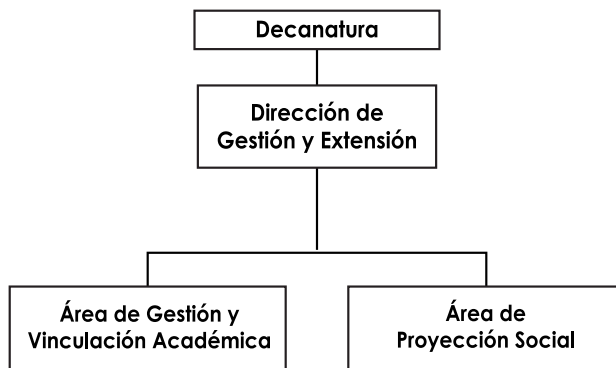 Decanatura
Dirección de
Gestión y Extensión
Área de Gestión y
Vinculación Académica
Área de
Proyección Social